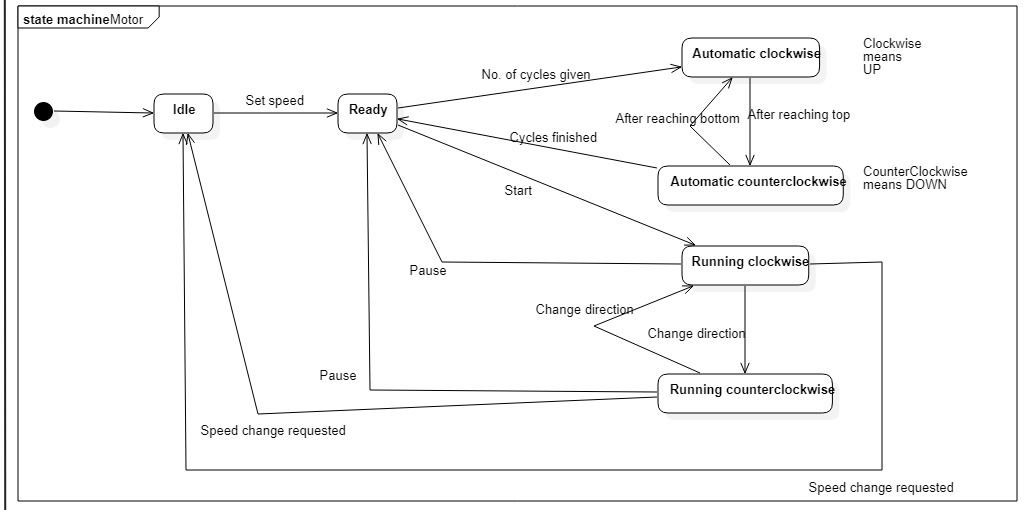 state machineMotor
Clockwise
means
UP
Automatic clockwise
No. of cycles given
Set speed
Idle
Ready
After reaching bottom
After reaching top
Cycles finished
CounterClockwise
means DOWN
Automatic counterclockwise
Start
Running clockwise
Pause
Change direction
Change direction
Pause
Running counterclockwise
Speed change requested
Speed change requested